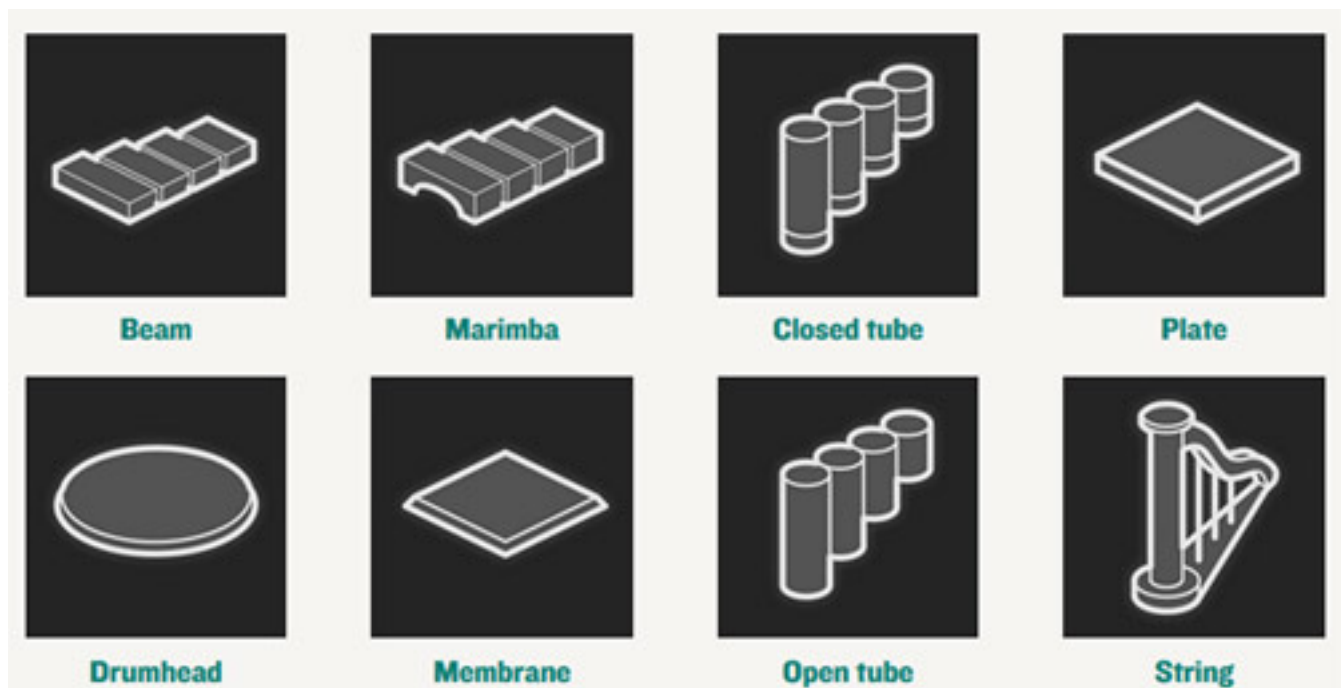 Beam
Marimba
Closed tube
Plate
Drumhead
Membrane
Open tube
String